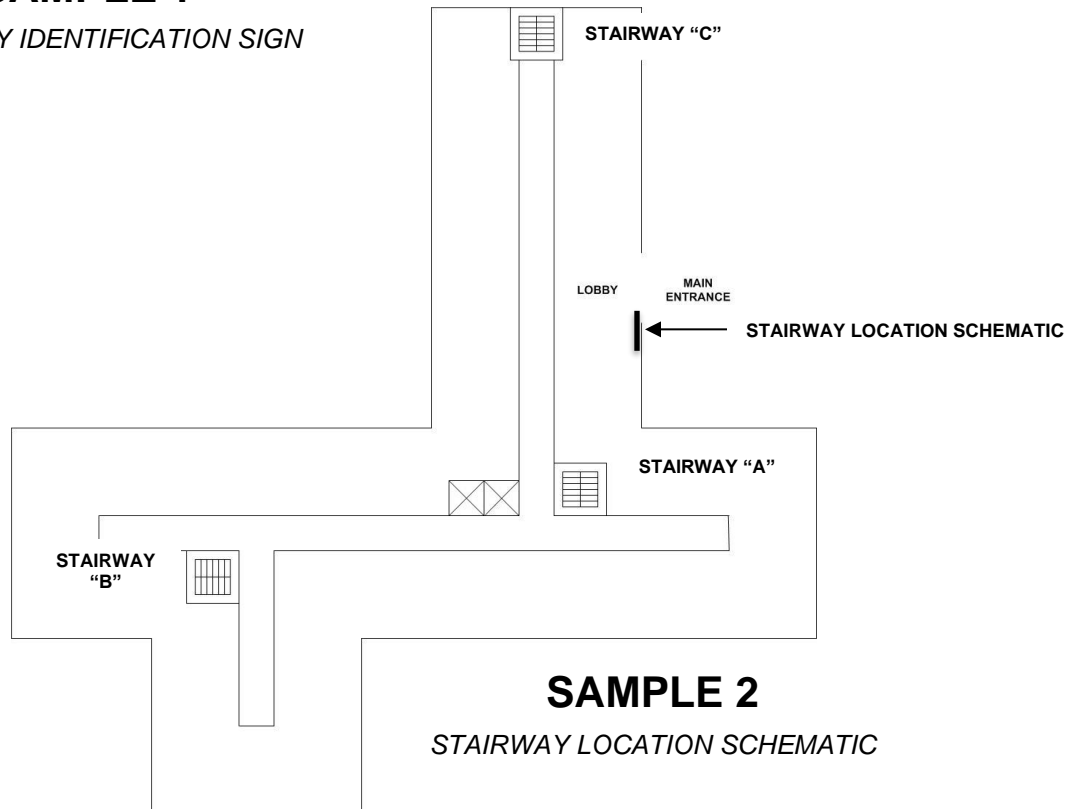 Y IDENTIFICATION SIGN
STAIRWAY “C”
LOBBY
MAIN
ENTRANCE
STAIRWAY LOCATION SCHEMATIC
STAIRWAY “A”
STAIRWAY
“B”
SAMPLE 2
STAIRWAY LOCATION SCHEMATIC